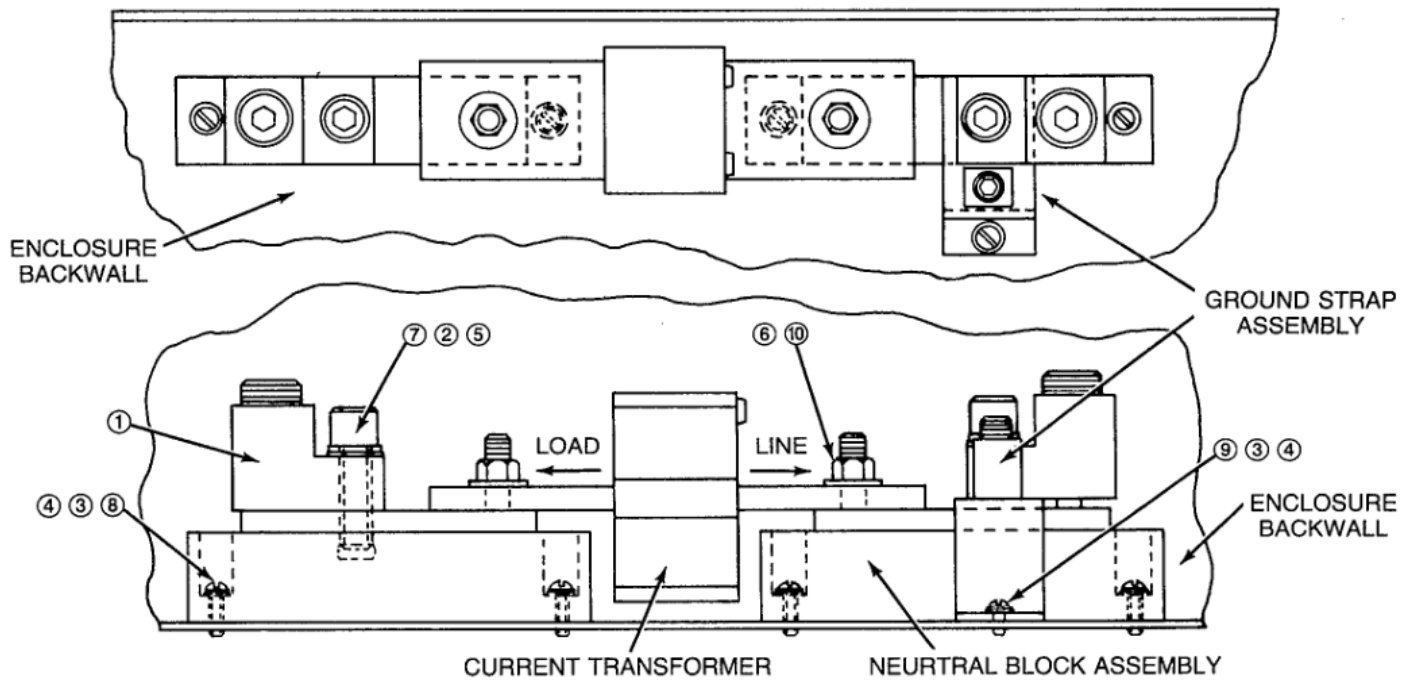 ENCLOSURE
BACKWALL
GROUND STRAP
ASSEMBLY
⑦ ② ⑤
⑥ ⑩
①
LOAD
LINE
⑨ ③ ④
④ ③ ⑧
ENCLOSURE
BACKWALL
CURRENT TRANSFORMER
NEURTRAL BLOCK ASSEMBLY